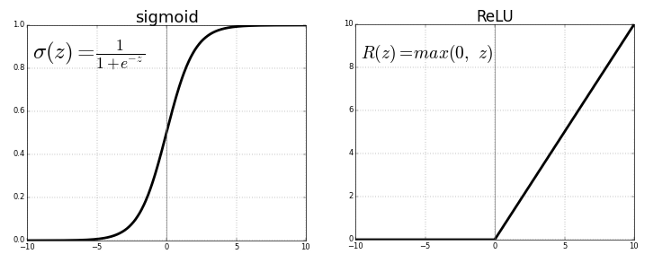 sigmoid
σ(z) = 1/(1+e^{-z})
1.0
0.8
0.6
0.4
0.2
0.0
−10 −5 0 5 10
ReLU
R(z) = max(0, z)
10
8
6
4
2
0
−10 −5 0 5 10